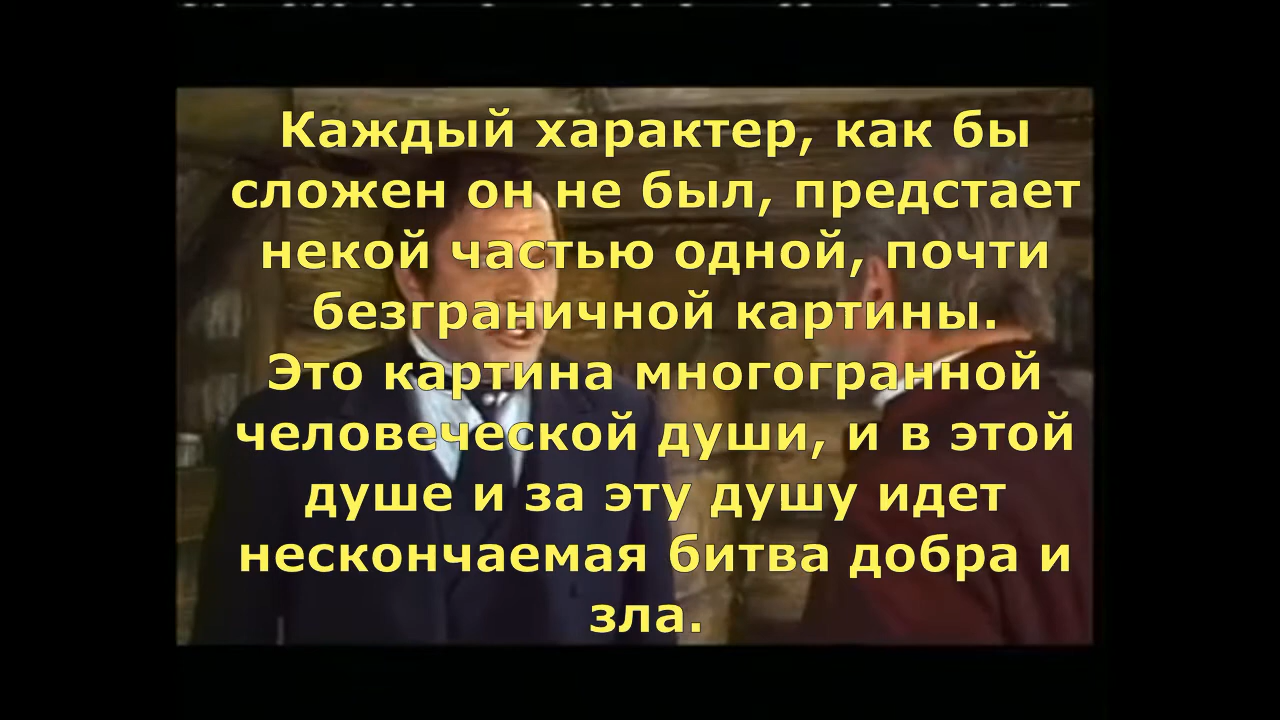 Каждый характер, как бы
сложен он не был, предстает
некой частью одной, почти
безграничной картины.
Это картина многогранной
человеческой души, и в этой
душе и за эту душу идет
нескончаемая битва добра и
зла.